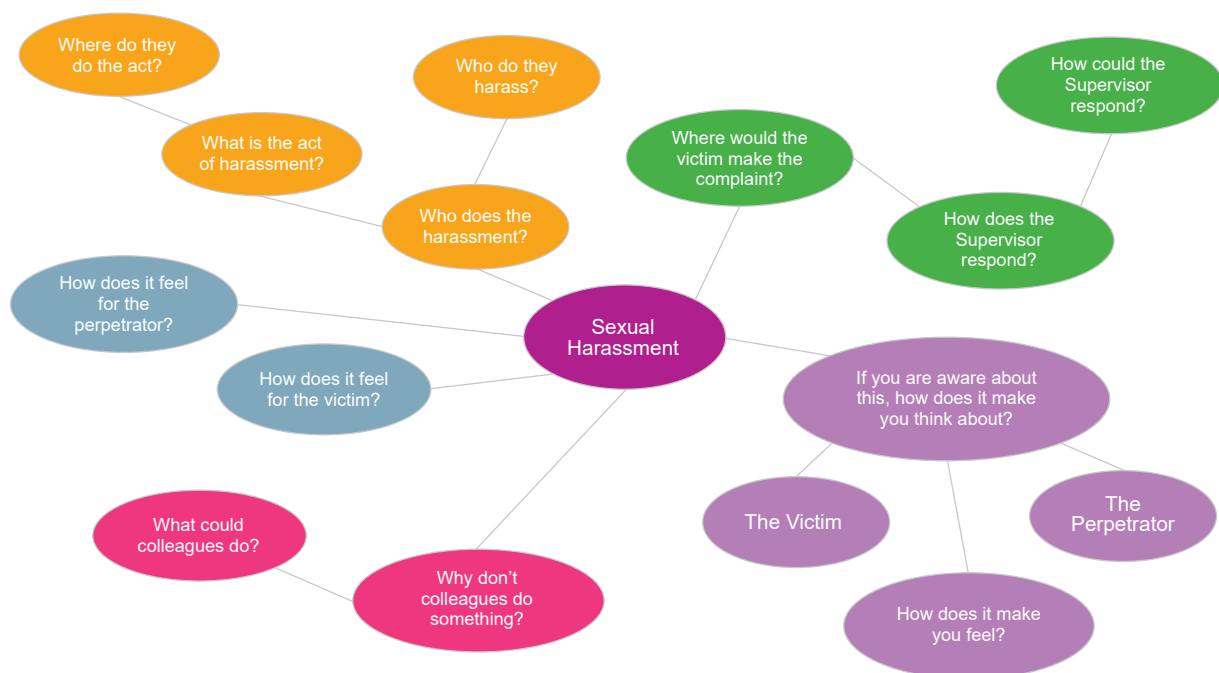 Where do they
do the act?
Who do they
harass?
How could the
Supervisor
respond?
What is the act
of harassment?
Where would the
victim make the
complaint?
Who does the
harassment?
How does the
Supervisor
respond?
How does it feel
for the
perpetrator?
Sexual
Harassment
How does it feel
for the victim?
If you are aware about
this, how does it make
you think about?
What could
colleagues do?
Why don’t
colleagues do
something?
The Victim
The
Perpetrator
How does it make
you feel?